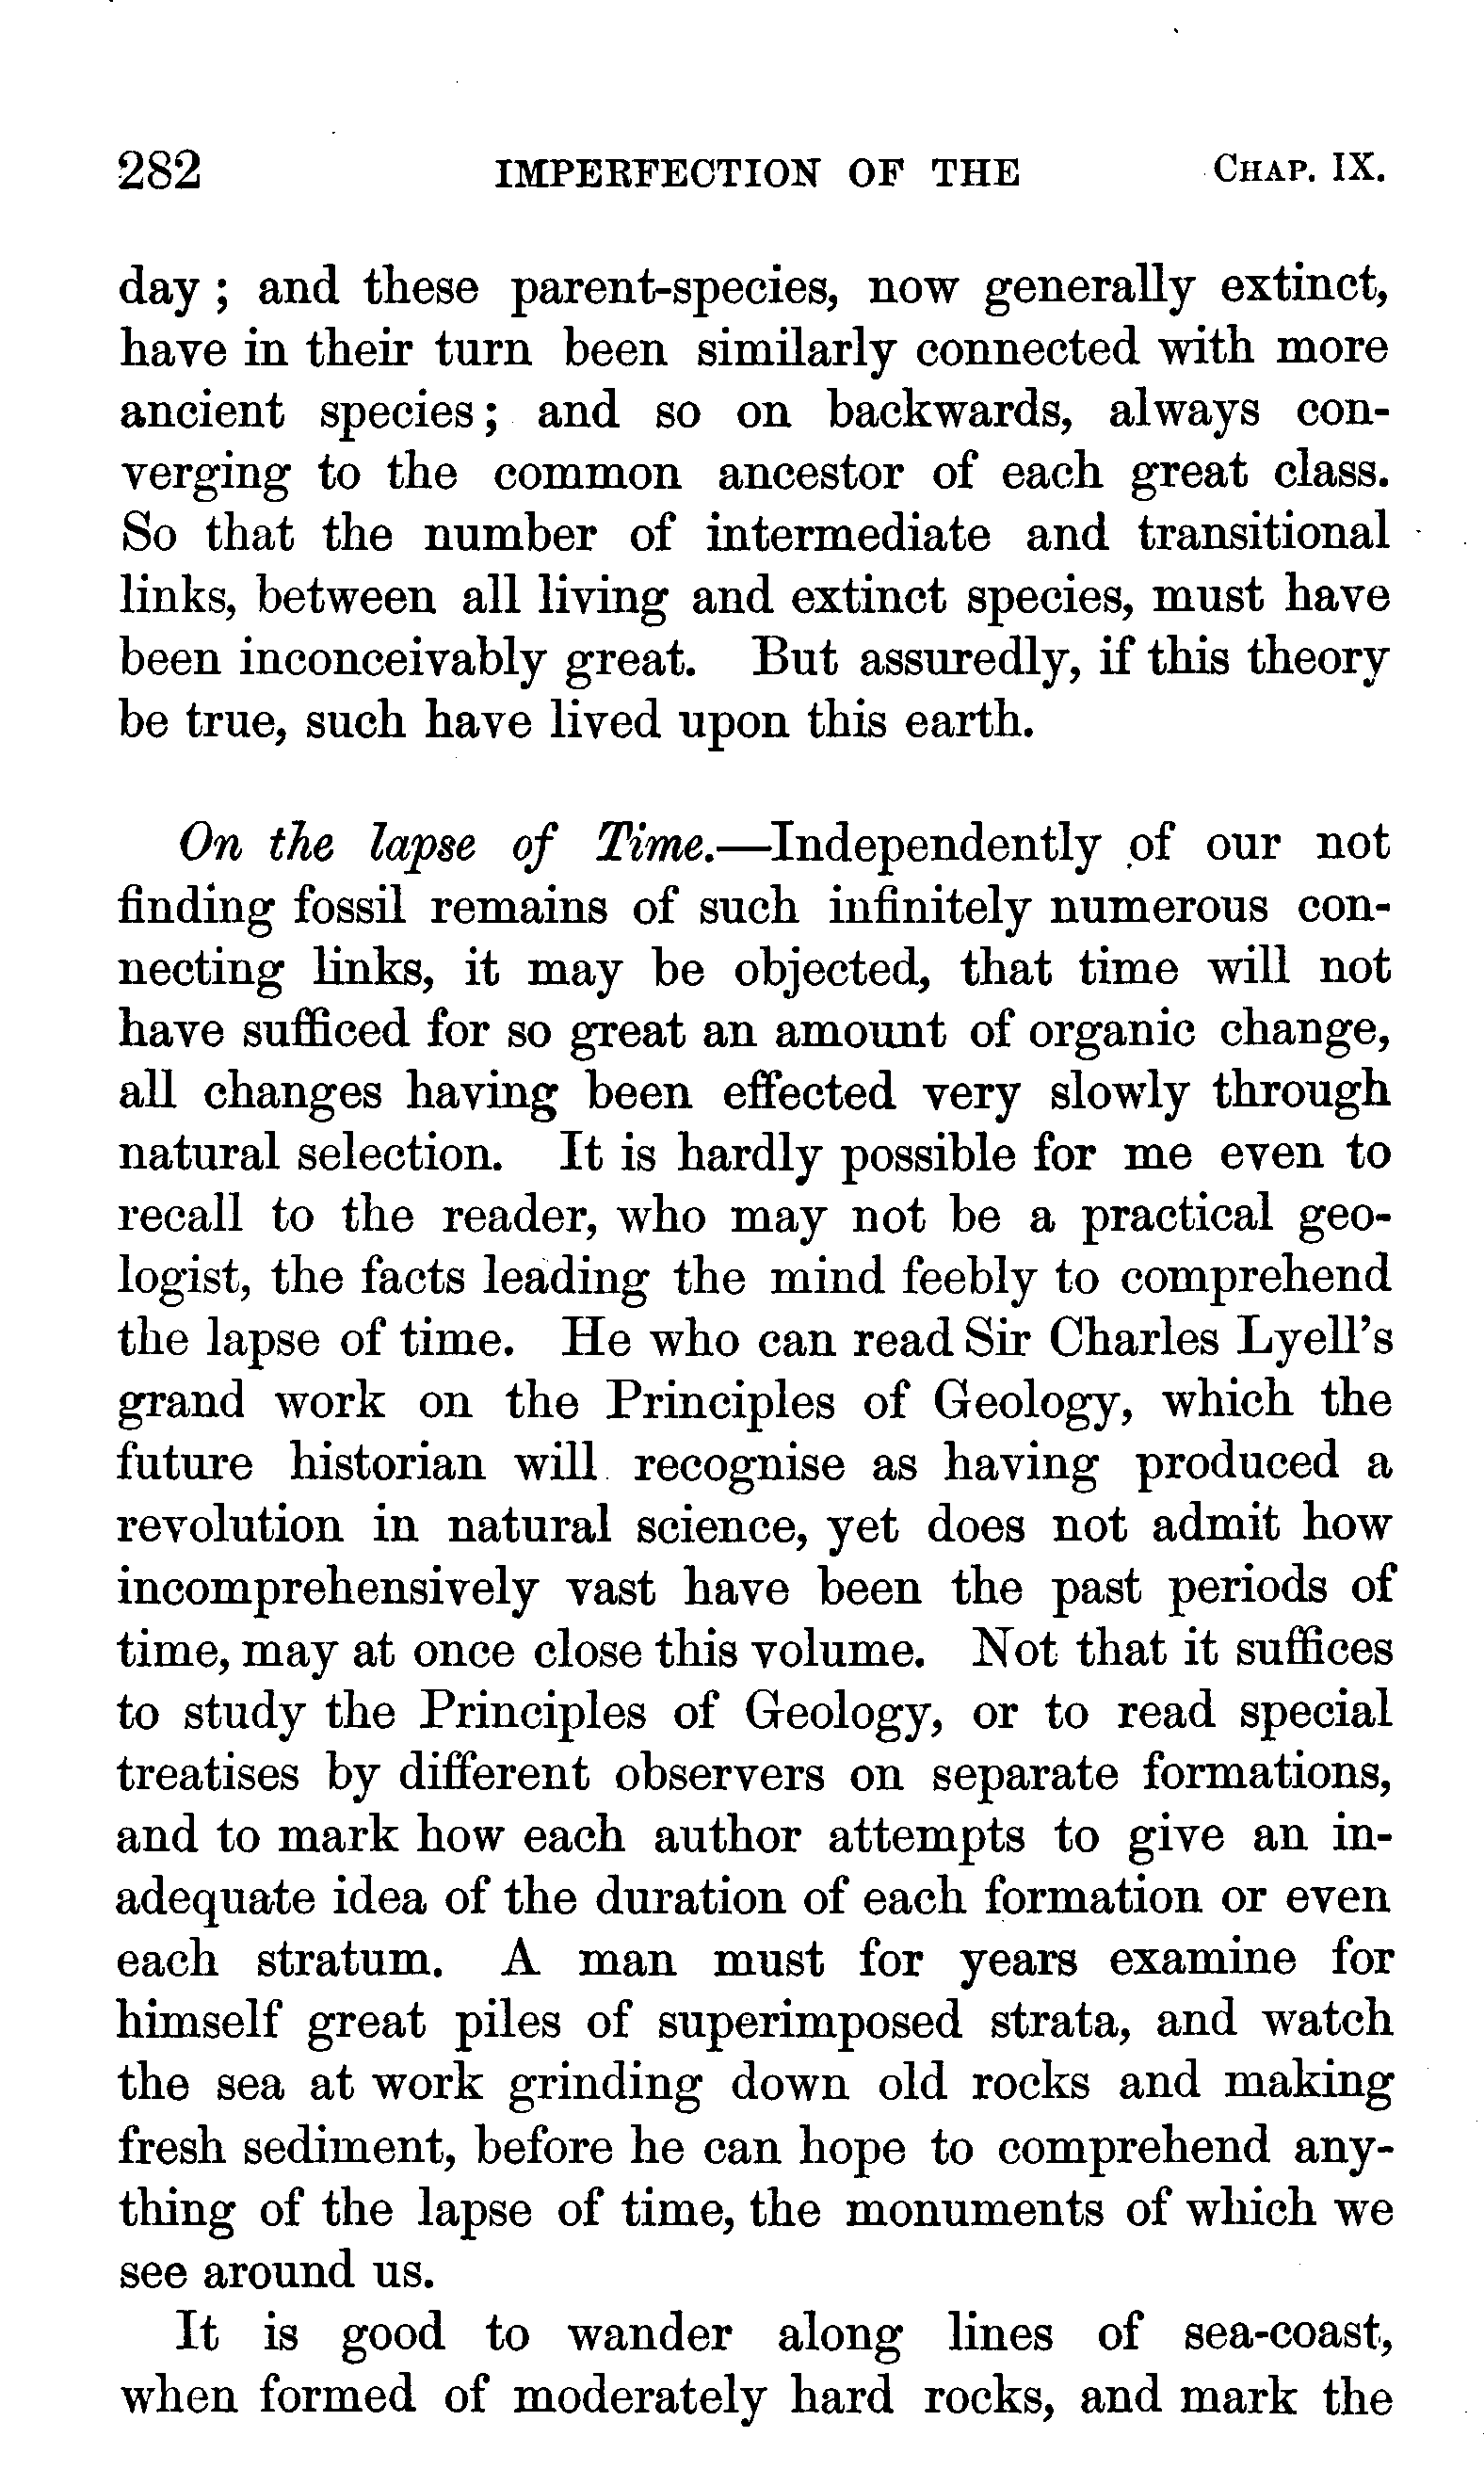 282 IMPERFECTION OF THE CHAP. IX.
day ; and these parent-species, now generally extinct,
have in their turn been similarly connected with more
ancient species; and so on backwards, always con-
verging to the common ancestor of each great class.
So that the number of intermediate and transitional
links, between all living and extinct species, must have
been inconceivably great. But assuredly, if this theory
be true, such have lived upon this earth.
On the lapse of Time.—Independently of our not
finding fossil remains of such infinitely numerous con-
necting links, it may be objected, that time will not
have sufficed for so great an amount of organic change,
all changes having been effected very slowly through
natural selection. It is hardly possible for me even to
recall to the reader, who may not be a practical geo-
logist, the facts leading the mind feebly to comprehend
the lapse of time. He who can read Sir Charles Lyell's
grand work on the Principles of Geology, which the
future historian will recognise as having produced a
revolution in natural science, yet does not admit how
incomprehensively vast have been the past periods of
time, may at once close this volume. Not that it suffices
to study the Principles of Geology, or to read special
treatises by different observers on separate formations,
and to mark how each author attempts to give an in-
adequate idea of the duration of each formation or even
each stratum. A man must for years examine for
himself great piles of superimposed strata, and watch
the sea at work grinding down old rocks and making
fresh sediment, before he can hope to comprehend any-
thing of the lapse of time, the monuments of which we
see around us.
It is good to wander along lines of sea-coast,
when formed of moderately hard rocks, and mark the